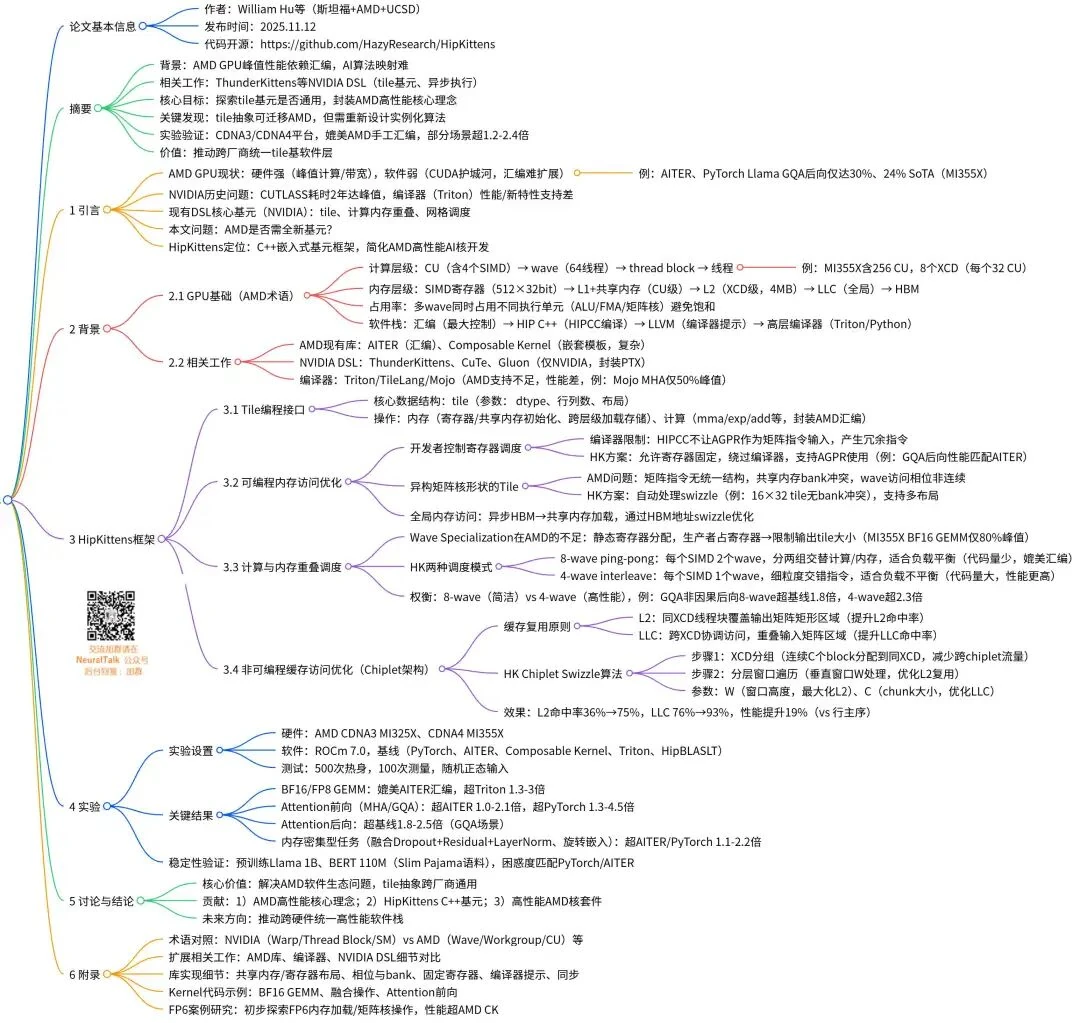 论文基本信息
作者：William Hu等（斯坦福+AMD+UCSD）
发布时间：2025.11.12
代码开源：https://github.com/HazyResearch/HipKittens
摘要
背景：AMD GPU峰值性能依赖汇编，AI算法映射难
相关工作：ThunderKittens等NVIDIA DSL（tile基元、异步执行）
核心目标：探索tile基元是否通用，封装AMD高性能核心理念
关键发现：tile抽象可迁移AMD，但需重新设计实例化算法
实验验证：CDNA3/CDNA4平台，媲美AMD手工汇编，部分场景超1.2-2.4倍
价值：推动跨厂商统一tile基软件层
1 引言
AMD GPU现状：硬件强（峰值计算/带宽），软件弱（CUDA护城河，汇编难扩展）
例：AITER、PyTorch Llama GQA后向仅达30%、24% SoTA（MI355X）
NVIDIA历史问题：CUTLASS耗时2年达峰值，编译器（Triton）性能/新特性支持差
现有DSL核心基元（NVIDIA）：tile、计算内存重叠、网格调度
本文问题：AMD是否需全新基元？
HipKittens定位：C++嵌入式基元框架，简化AMD高性能AI核开发
2 背景
2.1 GPU基础（AMD术语）
计算层级：CU（含4个SIMD）→ wave（64线程）→ thread block → 线程
例：MI355X含256 CU，8个XCD（每个32 CU）
内存层级：SIMD寄存器（512×32bit）→ L1+共享内存（CU级）→ L2（XCD级，4MB）→ LLC（全局）→ HBM
占用率：多wave同时占用不同执行单元（ALU/FMA/矩阵核）避免饱和
软件栈：汇编（最大控制）→ HIP C++（HIPCC编译）→ LLVM（编译器提示）→ 高层编译器（Triton/Python）
2.2 相关工作
AMD现有库：AITER（汇编）、Composable Kernel（嵌套模板，复杂）
NVIDIA DSL：ThunderKittens、CuTe、Gluon（仅NVIDIA，封装PTX）
编译器：Triton/TileLang/Mojo（AMD支持不足，性能差，例：Mojo MHA仅50%峰值）
3 HipKittens框架
3.1 Tile编程接口
核心数据结构：tile（参数： dtype、行列数、布局）
操作：内存（寄存器/共享内存初始化、跨层级加载存储）、计算（mma/exp/add等，封装AMD汇编）
3.2 可编程内存访问优化
开发者控制寄存器调度
编译器限制：HIPCC不让AGPR作为矩阵指令输入，产生冗余指令
HK方案：允许寄存器固定，绕过编译器，支持AGPR使用（例：GQA后向性能匹配AITER）
异构矩阵核形状的Tile
AMD问题：矩阵指令无统一结构，共享内存bank冲突，wave访问相位非连续
HK方案：自动处理swizzle（例：16×32 tile无bank冲突），支持多布局
全局内存访问：异步HBM→共享内存加载，通过HBM地址swizzle优化
3.3 计算与内存重叠调度
Wave Specialization在AMD的不足：静态寄存器分配，生产者占寄存器→限制输出tile大小（MI355X BF16 GEMM仅80%峰值）
HK两种调度模式
8-wave ping-pong：每个SIMD 2个wave，分两组交替计算/内存，适合负载平衡（代码量少，媲美汇编）
4-wave interleave：每个SIMD 1个wave，细粒度交错指令，适合负载不平衡（代码量大，性能更高）
权衡：8-wave（简洁）vs 4-wave（高性能），例：GQA非因果后向8-wave超基线1.8倍，4-wave超2.3倍
3.4 非可编程缓存访问优化（Chiplet架构）
缓存复用原则
L2：同XCD线程块覆盖输出矩阵矩形区域（提升L2命中率）
LLC：跨XCD协调访问，重叠输入矩阵区域（提升LLC命中率）
HK Chiplet Swizzle算法
步骤1：XCD分组（连续C个block分配到同XCD，减少跨chiplet流量）
步骤2：分层窗口遍历（垂直窗口W处理，优化L2复用）
参数：W（窗口高度，最大化L2）、C（chunk大小，优化LLC）
效果：L2命中率36%→75%，LLC 76%→93%，性能提升19%（vs 行主序）
交流加群请在
NeuralTalk 公众号
后台回复：加群
4 实验
实验设置
硬件：AMD CDNA3 MI325X、CDNA4 MI355X
软件：ROCm 7.0，基线（PyTorch、AITER、Composable Kernel、Triton、HipBLASLT）
测试：500次热身，100次测量，随机正态输入
关键结果
BF16/FP8 GEMM：媲美AITER汇编，超Triton 1.3-3倍
Attention前向（MHA/GQA）：超AITER 1.0-2.1倍，超PyTorch 1.3-4.5倍
Attention后向：超基线1.8-2.5倍（GQA场景）
内存密集型任务（融合Dropout+Residual+LayerNorm、旋转嵌入）：超AITER/PyTorch 1.1-2.2倍
稳定性验证：预训练Llama 1B、BERT 110M（Slim Pajama语料），困惑度匹配PyTorch/AITER
5 讨论与结论
核心价值：解决AMD软件生态问题，tile抽象跨厂商通用
贡献：1）AMD高性能核心理念；2）HipKittens C++基元；3）高性能AMD核套件
未来方向：推动跨硬件统一高性能软件栈
6 附录
术语对照：NVIDIA（Warp/Thread Block/SM）vs AMD（Wave/Workgroup/CU）等
扩展相关工作：AMD库、编译器、NVIDIA DSL细节对比
库实现细节：共享内存/寄存器布局、相位与bank、固定寄存器、编译器提示、同步
Kernel代码示例：BF16 GEMM、融合操作、Attention前向
FP6案例研究：初步探索FP6内存加载/矩阵核操作，性能超AMD CK